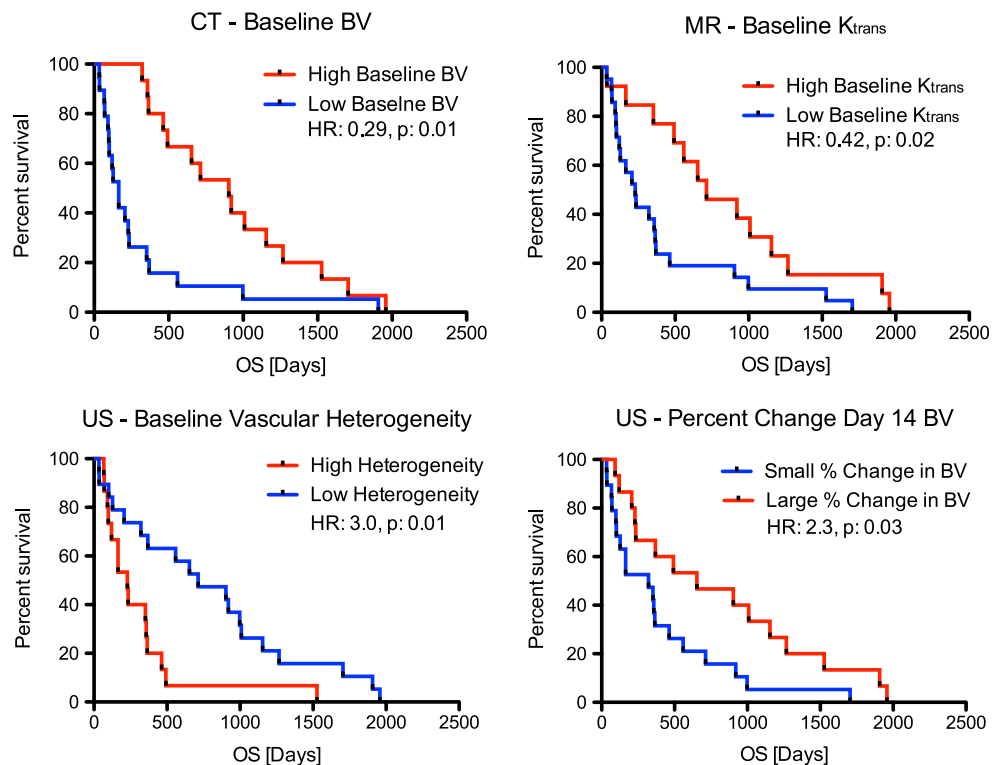 CT - Baseline BV
Percent survival
100
80
60
40
20
0
High Baseline BV
Low Baselne BV
HR: 0.29, p: 0.01
0 500 1000 1500 2000 2500
OS [Days]
MR - Baseline Ktrans
Percent survival
100
80
60
40
20
0
High Baseline Ktrans
Low Baseline Ktrans
HR: 0.42, p: 0.02
0 500 1000 1500 2000 2500
OS [Days]
US - Baseline Vascular Heterogeneity
Percent survival
100
80
60
40
20
0
High Heterogeneity
Low Heterogeneity
HR: 3.0, p: 0.01
0 500 1000 1500 2000 2500
OS [Days]
US - Percent Change Day 14 BV
Percent survival
100
80
60
40
20
0
Small % Change in BV
Large % Change in BV
HR: 2.3, p: 0.03
0 500 1000 1500 2000 2500
OS [Days]